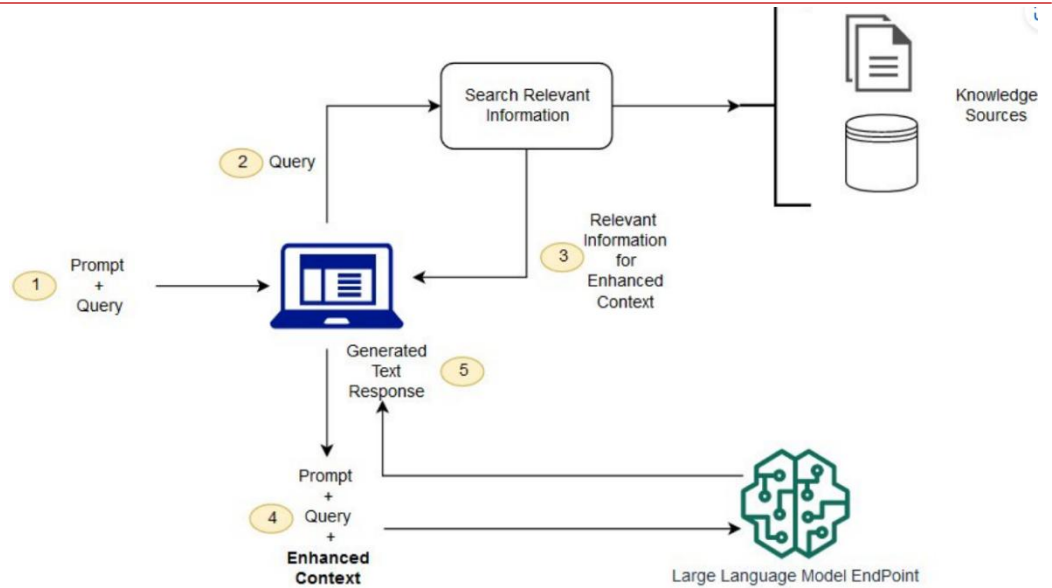 Search Relevant
Information
Knowledge
Sources
2 Query
Relevant
Information
for
Enhanced
Context
3
1
Prompt
+
Query
Generated
Text
Response
5
Prompt
+
Query
+
Enhanced
Context
4
Large Language Model EndPoint